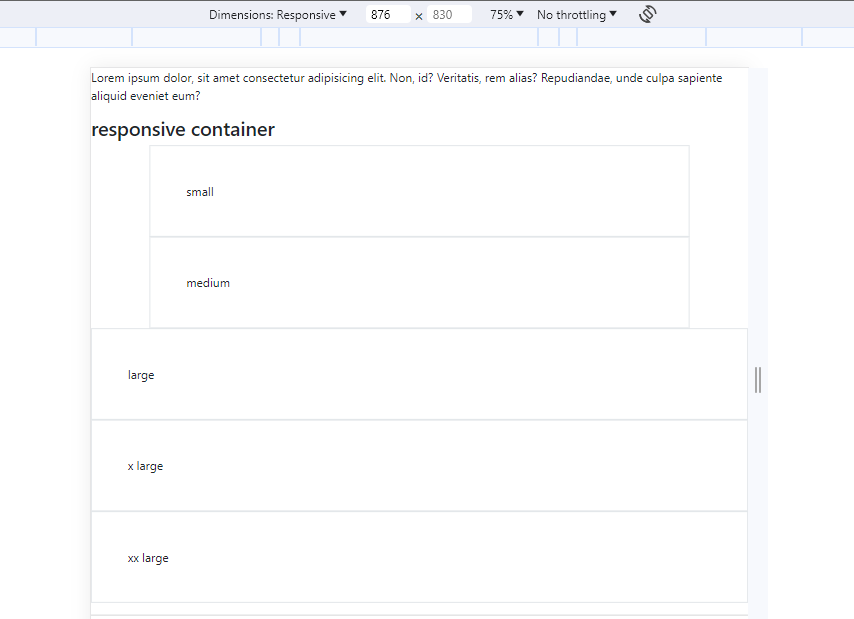 Dimensions: Responsive ▼ 876 × 830 75% ▼ No throttling ▼
Lorem ipsum dolor, sit amet consectetur adipisicing elit. Non, id? Veritatis, rem alias? Repudiandae, unde culpa sapiente
aliquid eveniet eum?
responsive container
small
medium
large
x large
xx large